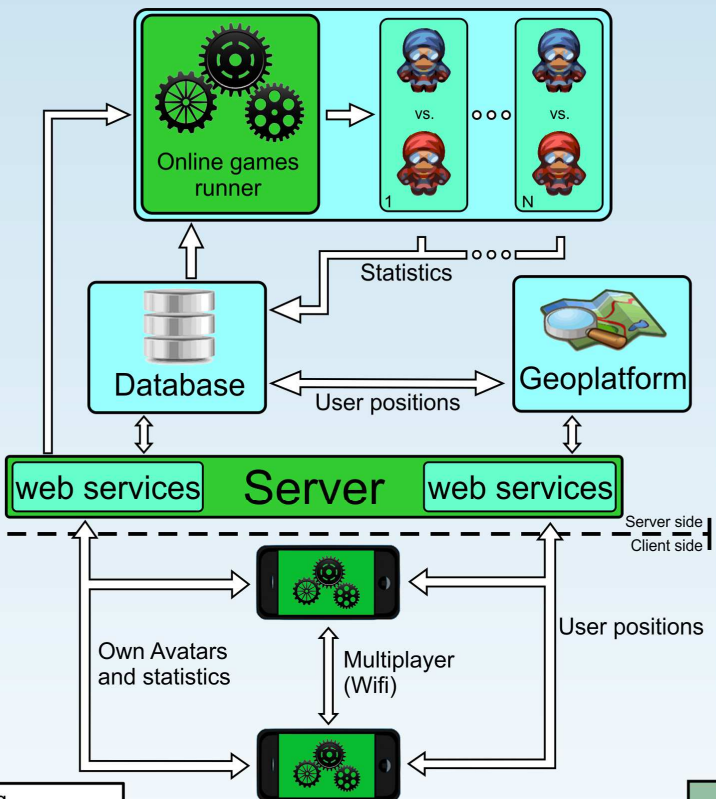 Online games
runner
vs.
vs.
1
N
Statistics
Database
Geoplatform
User positions
web services
Server
web services
Server side
Client side
Own Avatars
and statistics
Multiplayer
(Wifi)
User positions